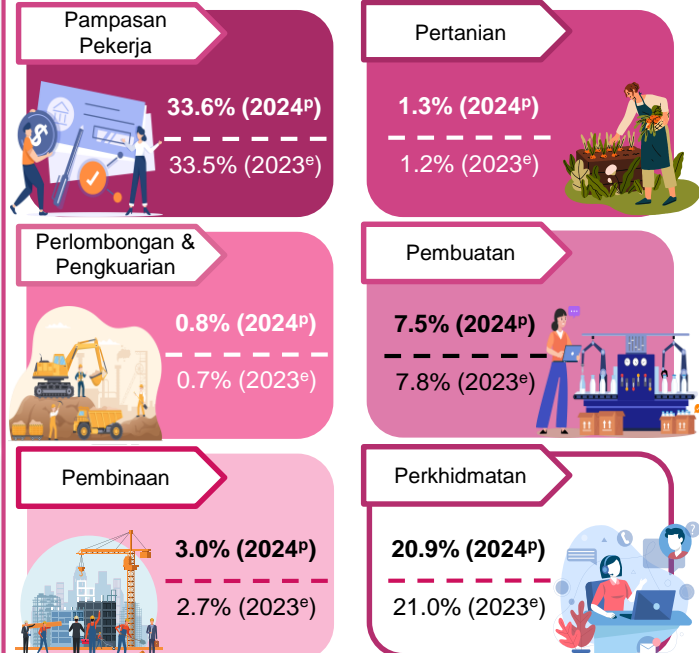 Pampasan
Pekerja
33.6% (2024ᵖ)
33.5% (2023ᵉ)
Pertanian
1.3% (2024ᵖ)
1.2% (2023ᵉ)
Perlombongan &
Pengkuarian
0.8% (2024ᵖ)
0.7% (2023ᵉ)
Pembuatan
7.5% (2024ᵖ)
7.8% (2023ᵉ)
Pembinaan
3.0% (2024ᵖ)
2.7% (2023ᵉ)
Perkhidmatan
20.9% (2024ᵖ)
21.0% (2023ᵉ)